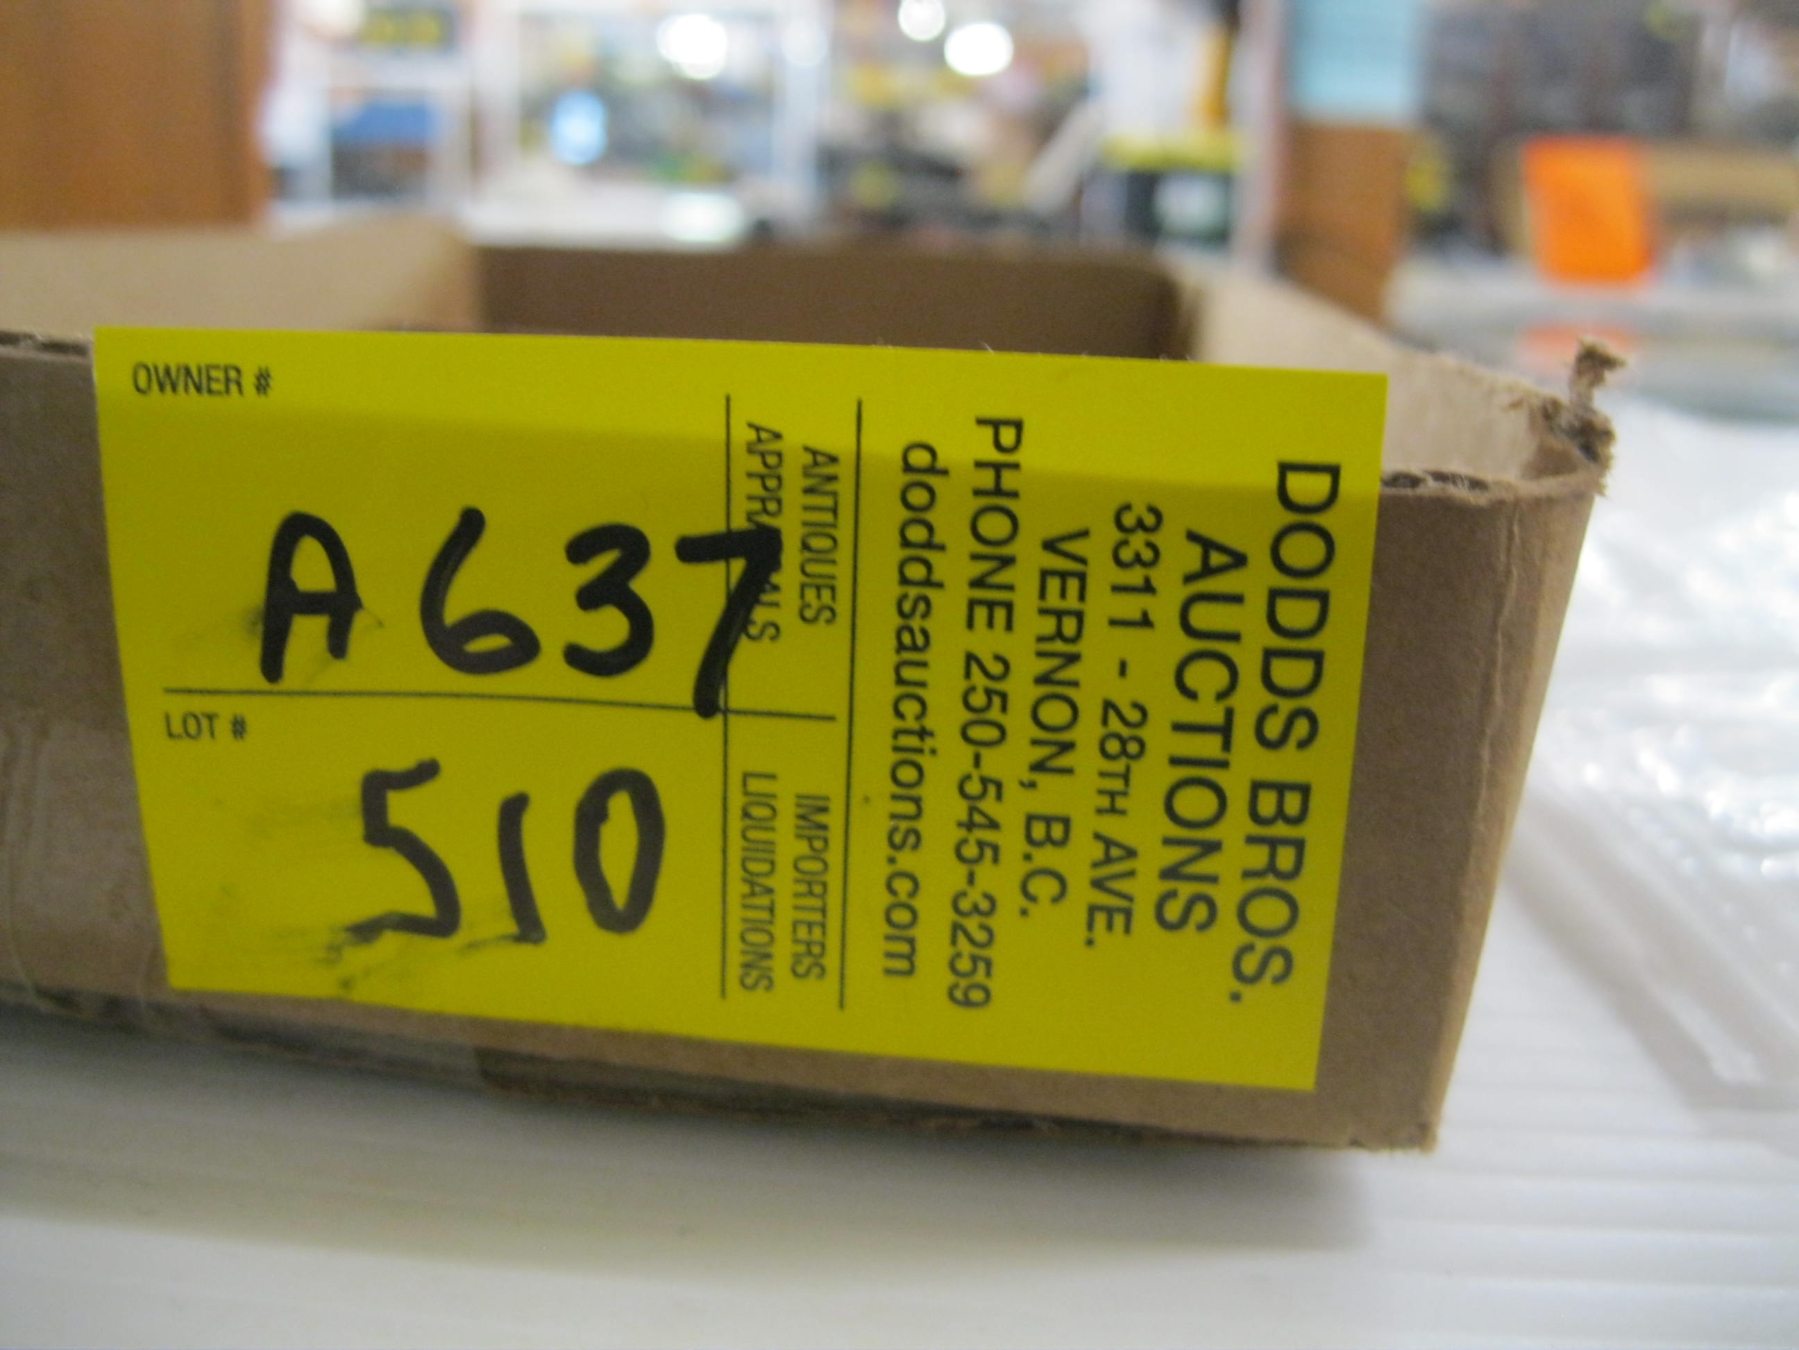 OWNER #
A637
LOT #
510
DODDS BROS.
AUCTIONS
3311 - 28TH AVE.
VERNON, B.C.
PHONE 250-545-3259
doddsauctions.com
ANTIQUES
APPRAISALS
IMPORTERS
LIQUIDATIONS